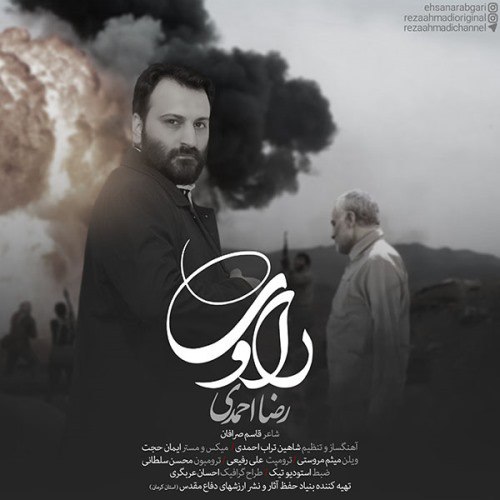 ehsanarabgari
rezaahmadioriginal
rezaahmadichannel
راوی
رضا احمدی
شاعر قاسم صرافان
آهنگساز و تنظیم شاهین تراب احمدی میکس و مستر ایمان حجت
ویلن میثم مروستی ترومپت علی رفیعی ترومبون محسن سلطانی
ضبط استودیو تیک طراح گرافیک احسان عربگری
تهیه کننده بنیاد حفظ آثار و نشر ارزشهای دفاع مقدس (استان کرمان)